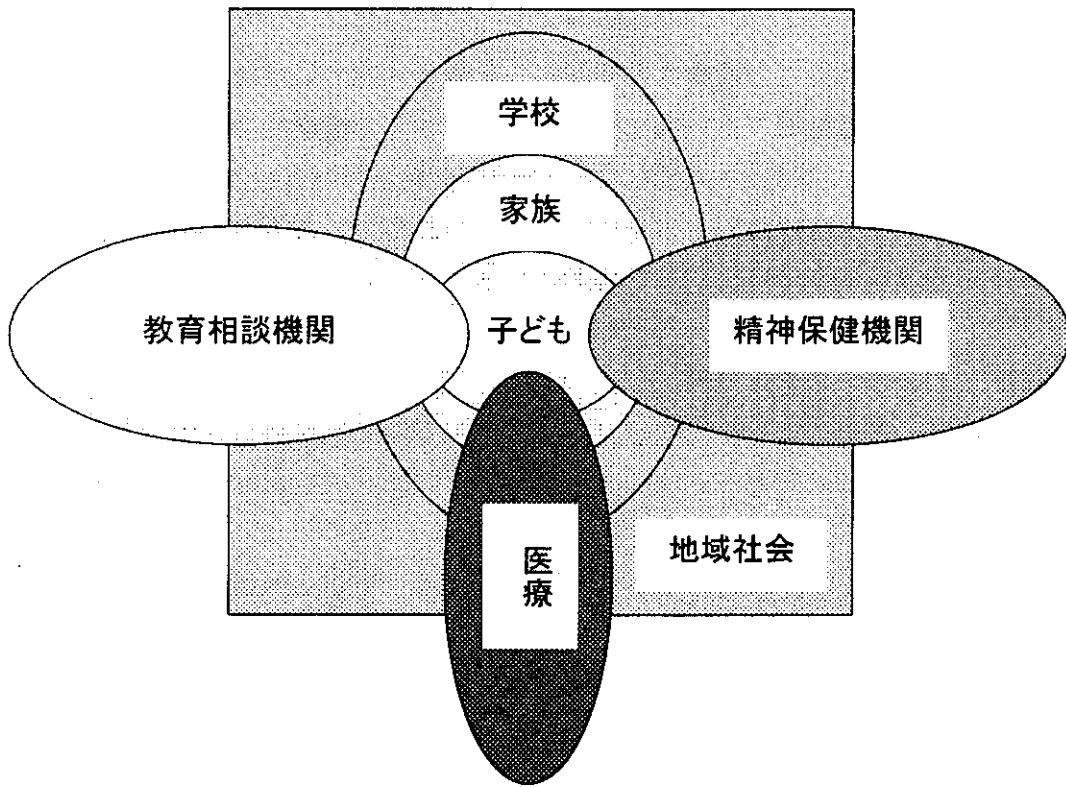 学校
家族
教育相談機関
子ども
精神保健機関
地域社会
医療